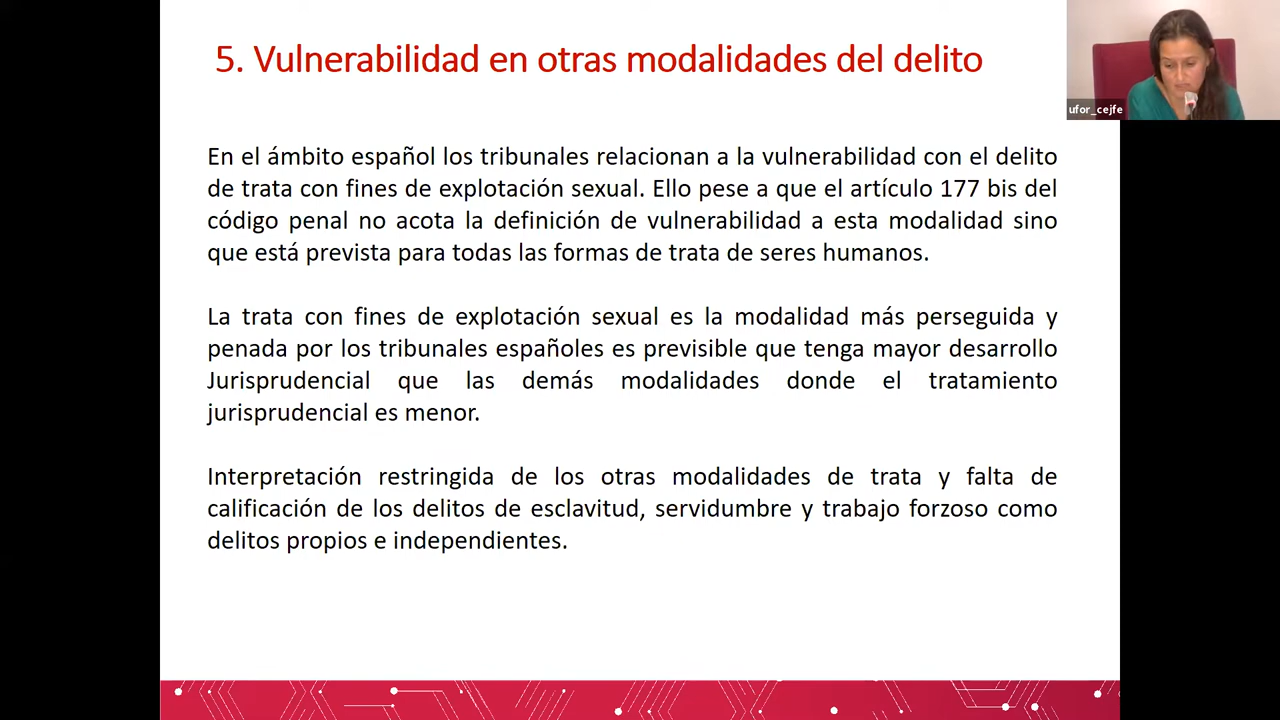 5. Vulnerabilidad en otras modalidades del delito
ufor_cejfe
En el ámbito español los tribunales relacionan a la vulnerabilidad con el delito
de trata con fines de explotación sexual. Ello pese a que el artículo 177 bis del
código penal no acota la definición de vulnerabilidad a esta modalidad sino
que está prevista para todas las formas de trata de seres humanos.
La trata con fines de explotación sexual es la modalidad más perseguida y
penada por los tribunales españoles es previsible que tenga mayor desarrollo
Jurisprudencial que las demás modalidades donde el tratamiento
jurisprudencial es menor.
Interpretación restringida de los otras modalidades de trata y falta de
calificación de los delitos de esclavitud, servidumbre y trabajo forzoso como
delitos propios e independientes.